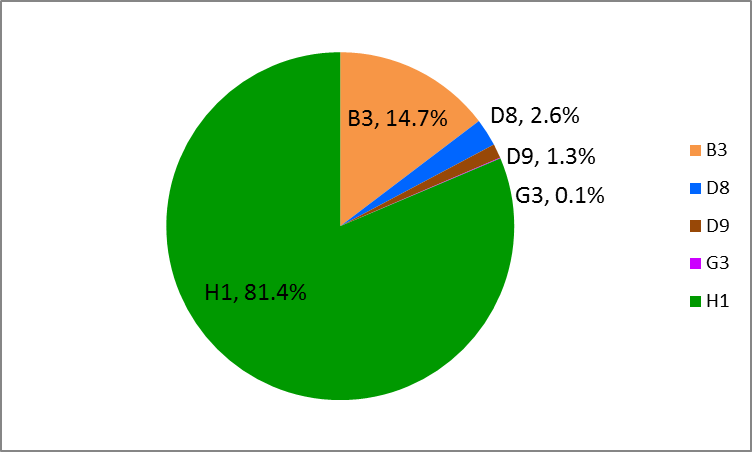 B3, 14.7%
D8, 2.6%
D9, 1.3%
G3, 0.1%
H1, 81.4%
B3
D8
D9
G3
H1